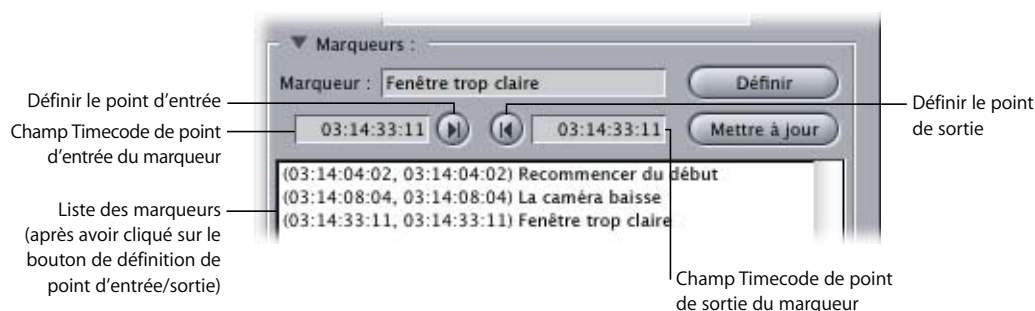 Marqueurs :
Marqueur : Fenêtre trop claire
Définir
Définir le point d'entrée
Champ Timecode de point
d'entrée du marqueur
03:14:33:11
03:14:33:11
Mettre à jour
Définir le point
de sortie
(03:14:04:02, 03:14:04:02) Recommencer du début
(03:14:08:04, 03:14:08:04) La caméra baisse
(03:14:33:11, 03:14:33:11) Fenêtre trop claire
Liste des marqueurs
(après avoir cliqué sur le
bouton de définition de
point d'entrée/sortie)
Champ Timecode de point
de sortie du marqueur